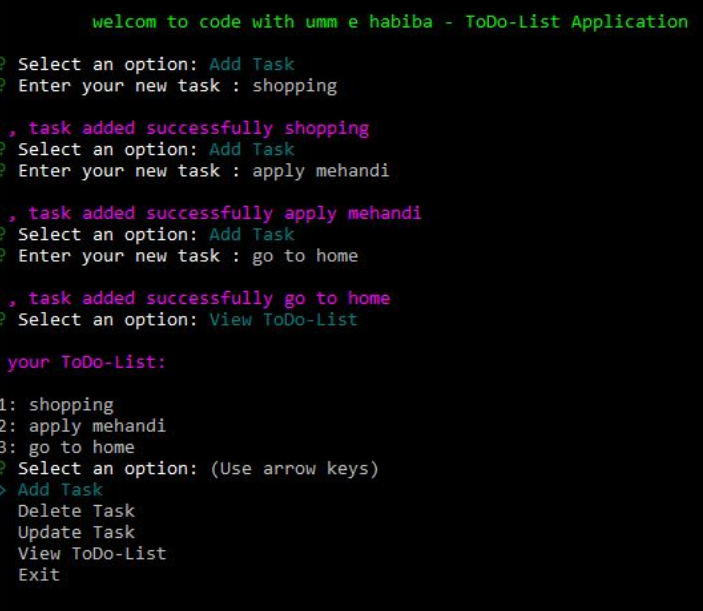 welcom to code with umm e habiba - ToDo-List Application
? Select an option: Add Task
? Enter your new task : shopping
, task added successfully shopping
? Select an option: Add Task
? Enter your new task : apply mehandi
, task added successfully apply mehandi
? Select an option: Add Task
? Enter your new task : go to home
, task added successfully go to home
? Select an option: View ToDo-List
your ToDo-List:
1: shopping
2: apply mehandi
3: go to home
? Select an option: (Use arrow keys)
> Add Task
Delete Task
Update Task
View ToDo-List
Exit